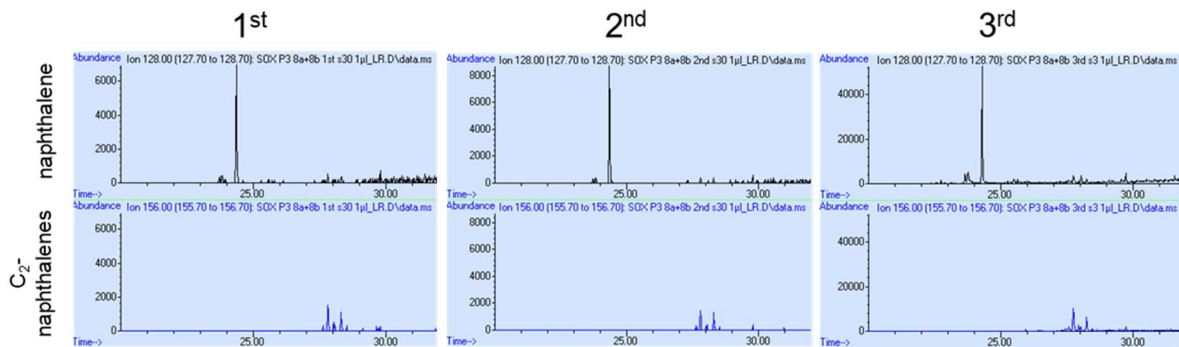 1st 2nd 3rd
naphthalene
Abundance Ion 128.00 (127.70 to 128.70): SOX P3 8a+8b 1st s30 1µl_LR.D\data.ms
6000
4000
2000
0
25.00 30.00
Time-->
Abundance Ion 128.00 (127.70 to 128.70): SOX P3 8a+8b 2nd s30 1µl_LR.D\data.ms
8000
6000
4000
2000
0
25.00 30.00
Time-->
Abundance Ion 128.00 (127.70 to 128.70): SOX P3 8a+8b 3rd s3 1µl_LR.D\data.ms
40000
20000
0
25.00 30.00
Time-->
C2-
naphthalenes
Abundance Ion 156.00 (155.70 to 156.70): SOX P3 8a+8b 1st s30 1µl_LR.D\data.ms
6000
4000
2000
0
25.00 30.00
Time-->
Abundance Ion 156.00 (155.70 to 156.70): SOX P3 8a+8b 2nd s30 1µl_LR.D\data.ms
8000
6000
4000
2000
0
25.00 30.00
Time-->
Abundance Ion 156.00 (155.70 to 156.70): SOX P3 8a+8b 3rd s3 1µl_LR.D\data.ms
40000
20000
0
25.00 30.00
Time-->